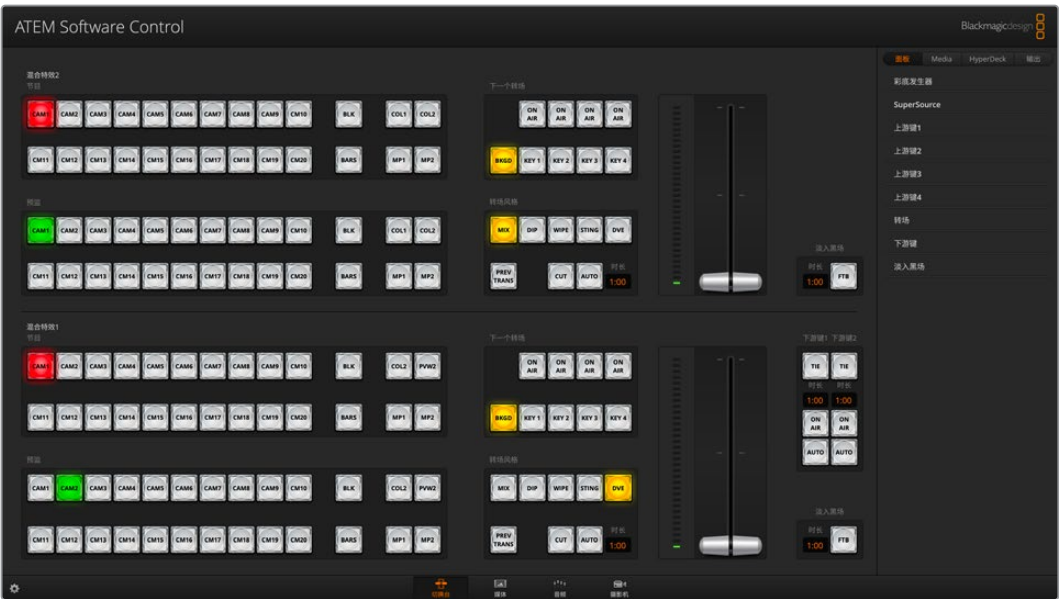 ATEM Software Control
Blackmagicdesign
面板 Media HyperDeck 输出
彩底发生器
SuperSource
上游键1
上游键2
上游键3
上游键4
转场
下游键
淡入黑场
混合特效2
节目
CAM1 CAM2 CAM3 CAM4 CAM5 CAM6 CAM7 CAM8 CAM9 CM10 BLK COL1 COL2
CM11 CM12 CM13 CM14 CM15 CM16 CM17 CM18 CM19 CM20 BARS MP1 MP2
预监
CAM1 CAM2 CAM3 CAM4 CAM5 CAM6 CAM7 CAM8 CAM9 CM10 BLK COL1 COL2
CM11 CM12 CM13 CM14 CM15 CM16 CM17 CM18 CM19 CM20 BARS MP1 MP2
下一个转场
ON AIR ON AIR ON AIR ON AIR
BKGD KEY 1 KEY 2 KEY 3 KEY 4
转场风格
MIX DIP WIPE STING DVE
PREV TRANS CUT AUTO 时长 1:00
淡入黑场
时长 1:00 FTB
混合特效1
节目
CAM1 CAM2 CAM3 CAM4 CAM5 CAM6 CAM7 CAM8 CAM9 CM10 BLK COL2 PVW2
CM11 CM12 CM13 CM14 CM15 CM16 CM17 CM18 CM19 CM20 BARS MP1 MP2
预监
CAM1 CAM2 CAM3 CAM4 CAM5 CAM6 CAM7 CAM8 CAM9 CM10 BLK COL2 PVW2
CM11 CM12 CM13 CM14 CM15 CM16 CM17 CM18 CM19 CM20 BARS MP1 MP2
下一个转场
ON AIR ON AIR ON AIR ON AIR
BKGD KEY 1 KEY 2 KEY 3 KEY 4
转场风格
MIX DIP WIPE STING DVE
PREV TRANS CUT AUTO 时长 1:00
下游键1 下游键2
TIE TIE
时长 时长
1:00 1:00
ON AIR ON AIR
AUTO AUTO
淡入黑场
时长 1:00 FTB
切换台 媒体 音频 摄影机